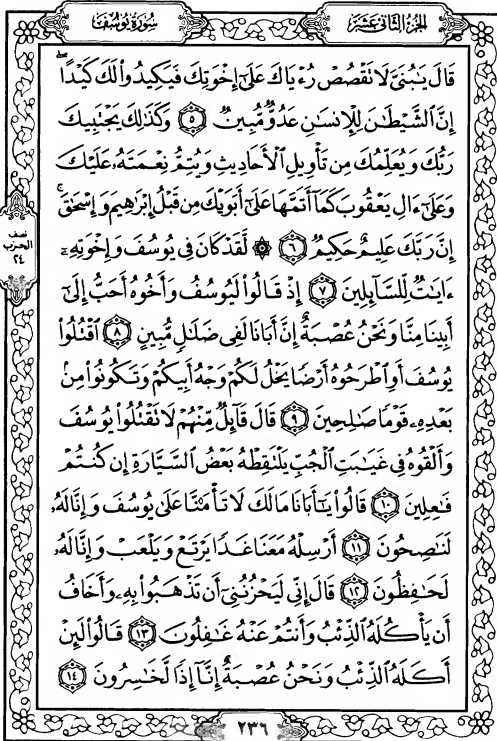 الجزء الثاني عشر
سورة يوسف
قَالَ يَٰبُنَيَّ لَا تَقْصُصْ رُءْيَاكَ عَلَىٰٓ إِخْوَتِكَ فَيَكِيدُوا۟ لَكَ كَيْدًا ۖ
إِنَّ ٱلشَّيْطَٰنَ لِلْإِنسَٰنِ عَدُوٌّ مُّبِينٌ ٥ وَكَذَٰلِكَ يَجْتَبِيكَ
رَبُّكَ وَيُعَلِّمُكَ مِن تَأْوِيلِ ٱلْأَحَادِيثِ وَيُتِمُّ نِعْمَتَهُۥ عَلَيْكَ
وَعَلَىٰٓ ءَالِ يَعْقُوبَ كَمَآ أَتَمَّهَا عَلَىٰٓ أَبَوَيْكَ مِن قَبْلُ إِبْرَٰهِيمَ وَإِسْحَٰقَ ۚ
إِنَّ رَبَّكَ عَلِيمٌ حَكِيمٌ ٦ ۞ لَّقَدْ كَانَ فِى يُوسُفَ وَإِخْوَتِهِۦٓ
نصف
الحزب
٢٤
ءَايَٰتٌ لِّلسَّآئِلِينَ ٧ إِذْ قَالُوا۟ لَيُوسُفُ وَأَخُوهُ أَحَبُّ إِلَىٰٓ
أَبِينَا مِنَّا وَنَحْنُ عُصْبَةٌ إِنَّ أَبَانَا لَفِى ضَلَٰلٍ مُّبِينٍ ٨ ٱقْتُلُوا۟
يُوسُفَ أَوِ ٱطْرَحُوهُ أَرْضًا يَخْلُ لَكُمْ وَجْهُ أَبِيكُمْ وَتَكُونُوا۟ مِنۢ
بَعْدِهِۦ قَوْمًا صَٰلِحِينَ ٩ قَالَ قَآئِلٌ مِّنْهُمْ لَا تَقْتُلُوا۟ يُوسُفَ
وَأَلْقُوهُ فِى غَيَٰبَتِ ٱلْجُبِّ يَلْتَقِطْهُ بَعْضُ ٱلسَّيَّارَةِ إِن كُنتُمْ
فَٰعِلِينَ ١٠ قَالُوا۟ يَٰٓأَبَانَا مَا لَكَ لَا تَأْمَ۫نَّا عَلَىٰ يُوسُفَ وَإِنَّا لَهُۥ
لَنَٰصِحُونَ ١١ أَرْسِلْهُ مَعَنَا غَدًا يَرْتَعْ وَيَلْعَبْ وَإِنَّا لَهُۥ
لَحَٰفِظُونَ ١٢ قَالَ إِنِّى لَيَحْزُنُنِىٓ أَن تَذْهَبُوا۟ بِهِۦ وَأَخَافُ
أَن يَأْكُلَهُ ٱلذِّئْبُ وَأَنتُمْ عَنْهُ غَٰفِلُونَ ١٣ قَالُوا۟ لَئِنْ
أَكَلَهُ ٱلذِّئْبُ وَنَحْنُ عُصْبَةٌ إِنَّآ إِذًا لَّخَٰسِرُونَ ١٤
٢٣٦